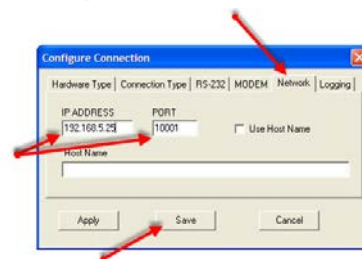 Configure Connection
Hardware Type Connection Type RS-232 MODEM Network Logging
IP ADDRESS PORT
192.168.5.25 10001 Use Host Name
Host Name
Apply Save Cancel